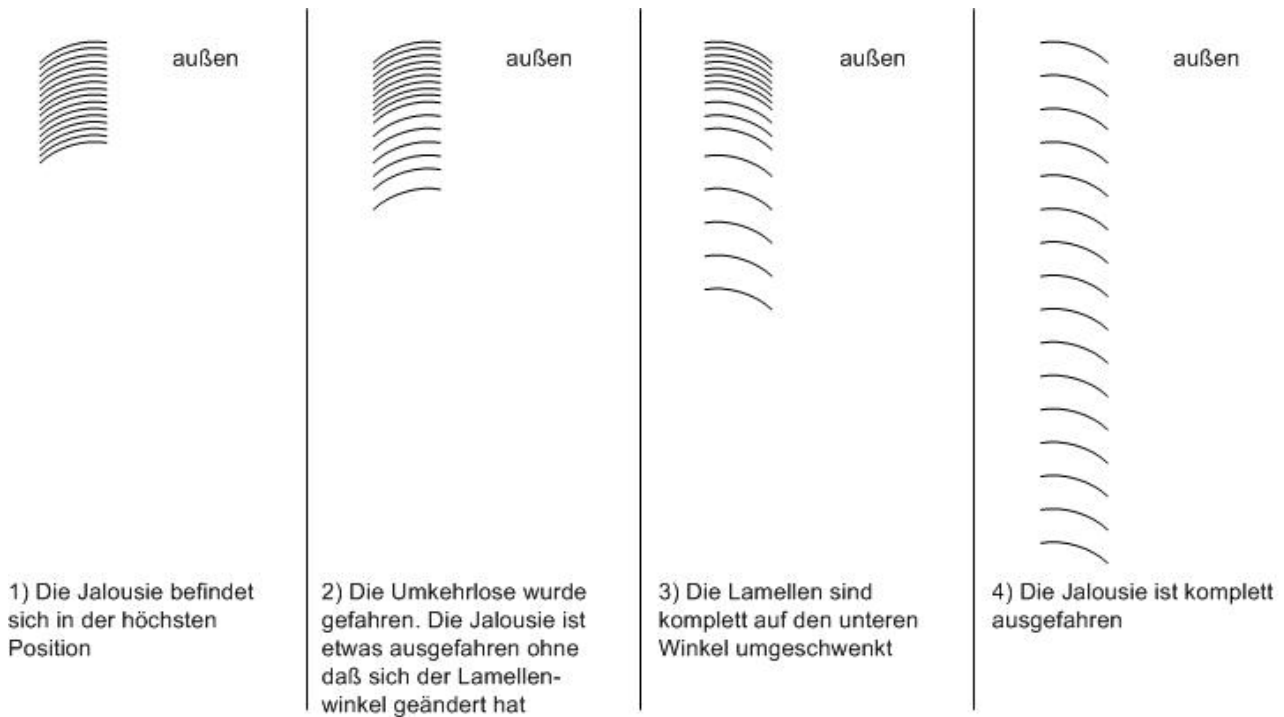 außen
außen
außen
außen
1) Die Jalousie befindet
sich in der höchsten
Position
2) Die Umkehrlose wurde
gefahren. Die Jalousie ist
etwas ausgefahren ohne
daß sich der Lamellen-
winkel geändert hat
3) Die Lamellen sind
komplett auf den unteren
Winkel umgeschwenkt
4) Die Jalousie ist komplett
ausgefahren